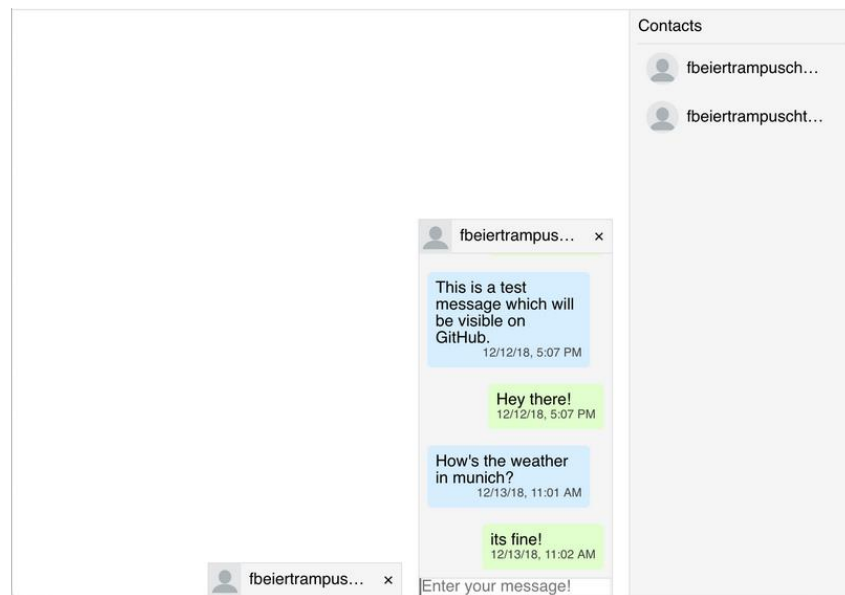 Contacts
fbeiertrampusch…
fbeiertrampuscht…
fbeiertrampus… ×
This is a test
message which will
be visible on
GitHub.
12/12/18, 5:07 PM
Hey there!
12/12/18, 5:07 PM
How's the weather
in munich?
12/13/18, 11:01 AM
its fine!
12/13/18, 11:02 AM
Enter your message!
fbeiertrampus… ×